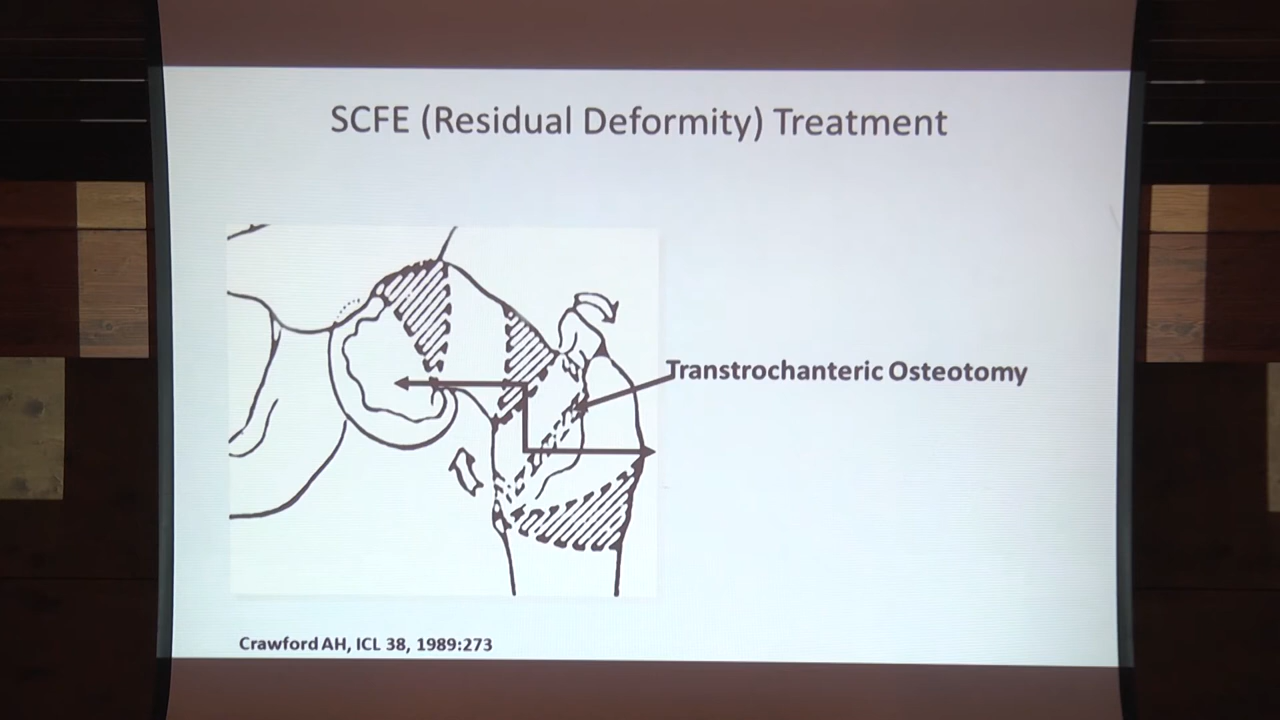 SCFE (Residual Deformity) Treatment
Transtrochanteric Osteotomy
Crawford AH, ICL 38, 1989:273